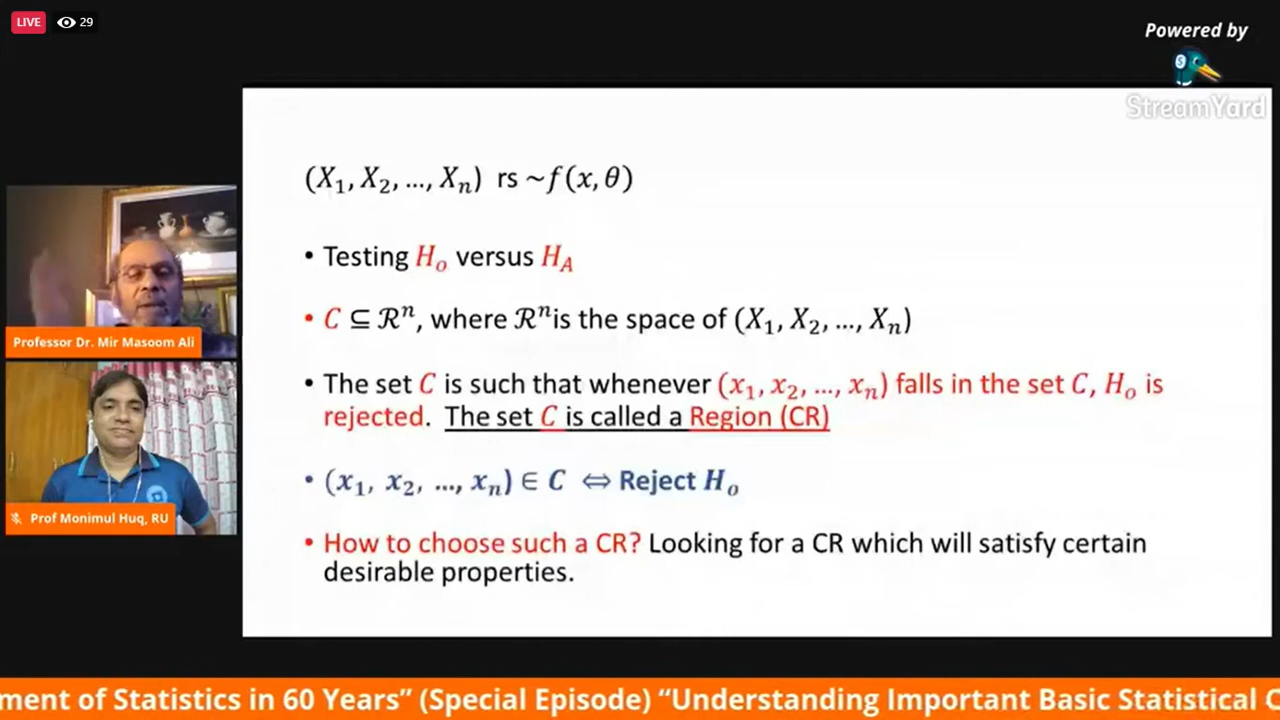 LIVE 29
Powered by
StreamYard
(X₁, X₂, ..., Xₙ) rs ~f(x, θ)
• Testing Hₒ versus H_A
• C ⊆ ℛⁿ, where ℛⁿis the space of (X₁, X₂, ..., Xₙ)
• The set C is such that whenever (x₁, x₂, ..., xₙ) falls in the set C, Hₒ is
rejected. The set C is called a Region (CR)
• (x₁, x₂, ..., xₙ) ∈ C ⇔ Reject Hₒ
• How to choose such a CR? Looking for a CR which will satisfy certain
desirable properties.
Professor Dr. Mir Masoom Ali
Prof Monimul Huq, RU
ment of Statistics in 60 Years” (Special Episode) “Understanding Important Basic Statistical C